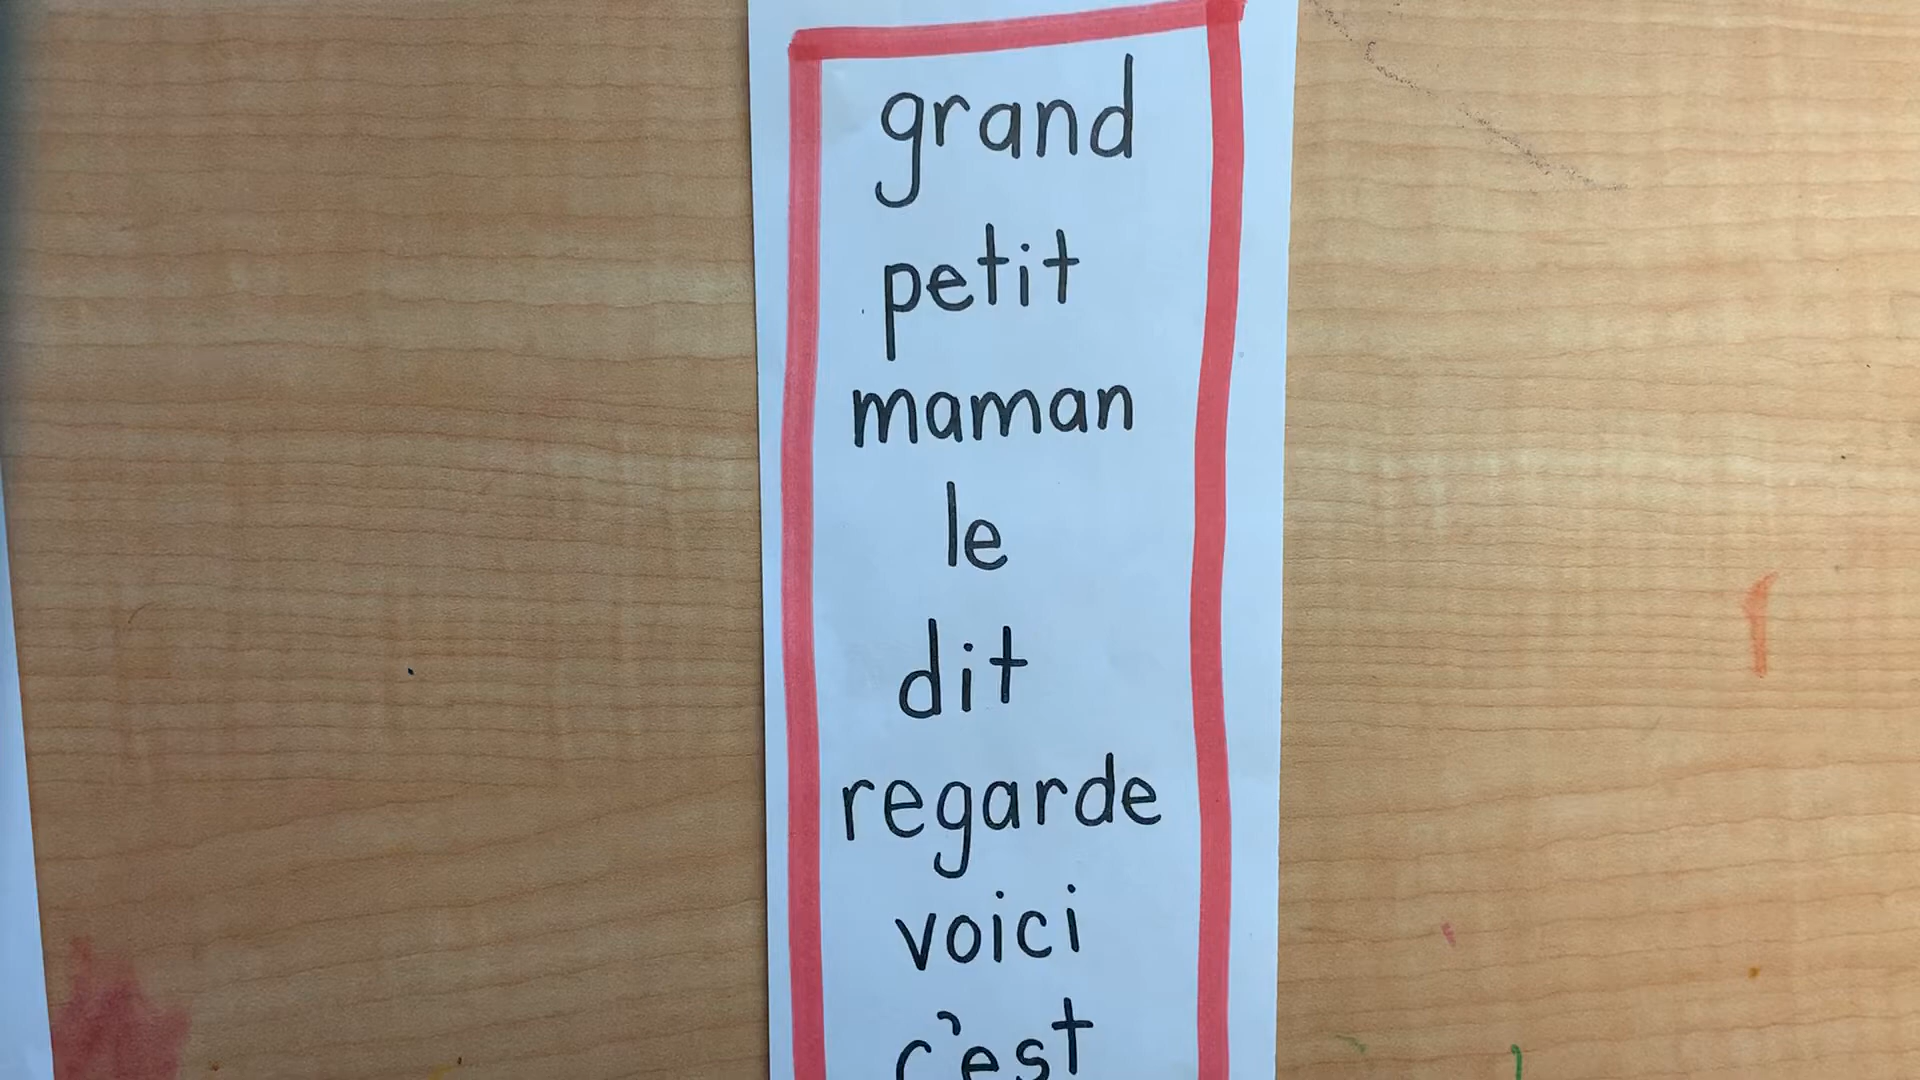 grand
petit
maman
le
dit
regarde
voici
c'est